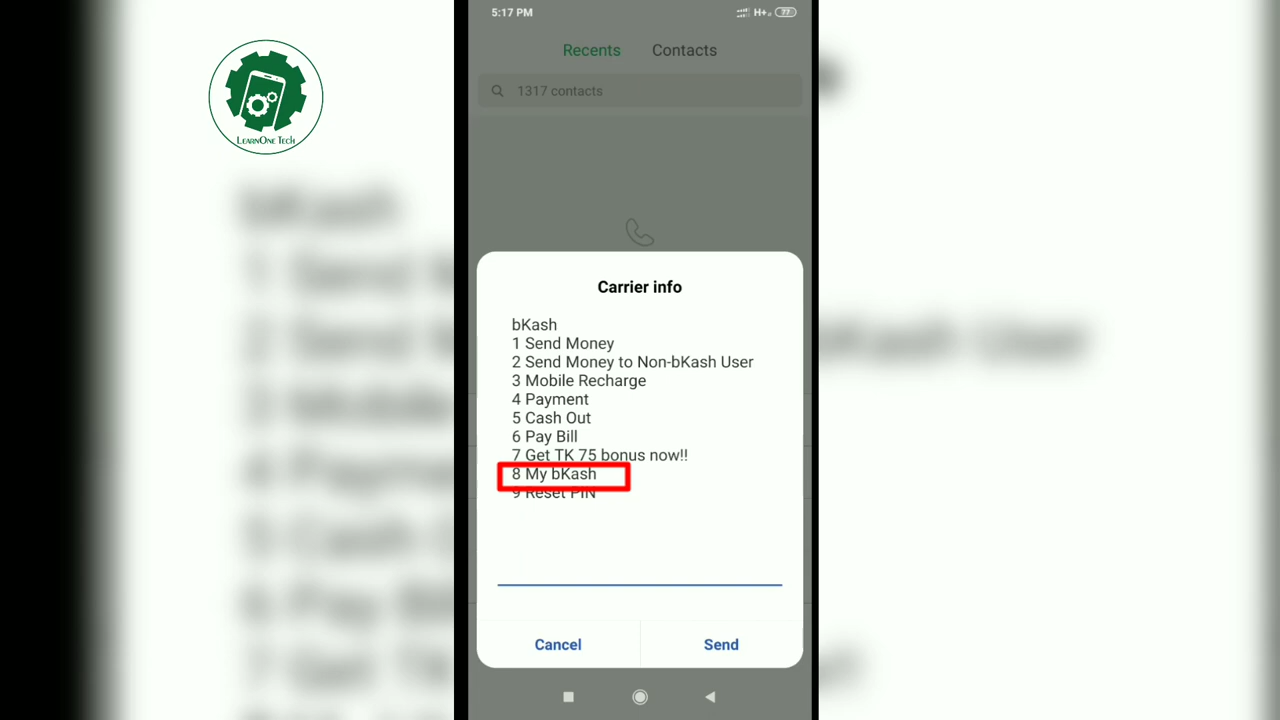 5:17 PM
H+
77
Recents Contacts
1317 contacts
LearnOne Tech
Carrier info
bKash
1 Send Money
2 Send Money to Non-bKash User
3 Mobile Recharge
4 Payment
5 Cash Out
6 Pay Bill
7 Get TK 75 bonus now!!
8 My bKash
9 Reset PIN
Cancel Send